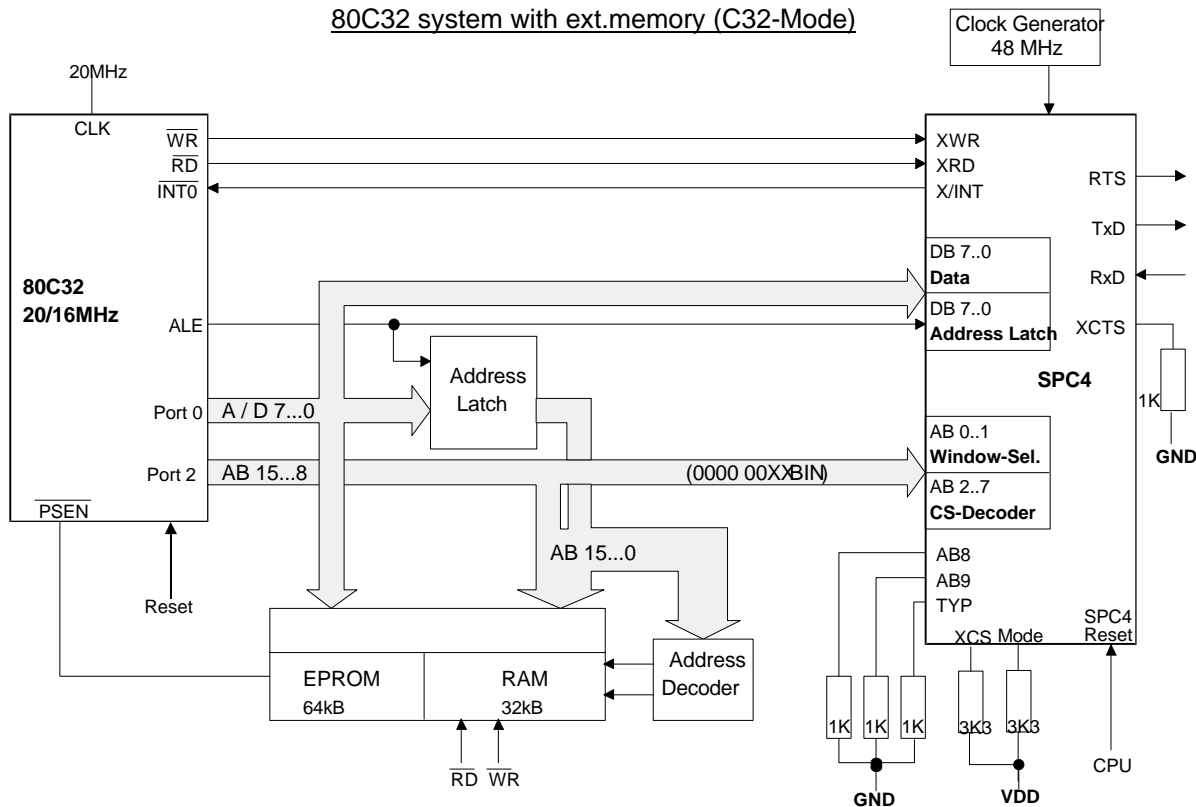 80C32 system with ext.memory (C32-Mode)
Clock Generator
48 MHz
20MHz
CLK
WR
RD
INT0
XWR
XRD
X/INT
RTS
TxD
RxD
XCTS
DB 7..0
Data
DB 7..0
Address Latch
80C32
20/16MHz
ALE
Address
Latch
SPC4
1K
GND
Port 0
A / D 7...0
Port 2
AB 15...8
(0000 00XXBIN)
AB 0..1
Window-Sel.
AB 2..7
CS-Decoder
PSEN
AB 15...0
AB8
AB9
TYP
Reset
XCS
Mode
SPC4
Reset
EPROM
64kB
RAM
32kB
Address
Decoder
1K
1K
1K
3K3
3K3
RD
WR
GND
VDD
CPU